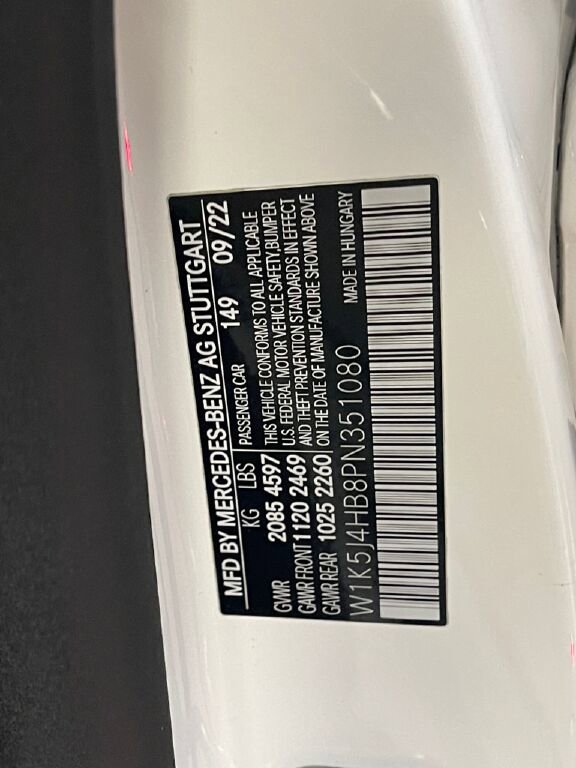 MFD BY MERCEDES-BENZ AG STUTTGART
KG LBS PASSENGER CAR 149 09/22
GVWR 2085 4597 THIS VEHICLE CONFORMS TO ALL APPLICABLE
GAWR FRONT 1120 2469 U.S. FEDERAL MOTOR VEHICLE SAFETY, BUMPER
GAWR REAR 1025 2260 AND THEFT PREVENTION STANDARDS IN EFFECT
ON THE DATE OF MANUFACTURE SHOWN ABOVE
W1K5J4HB8PN351080 MADE IN HUNGARY